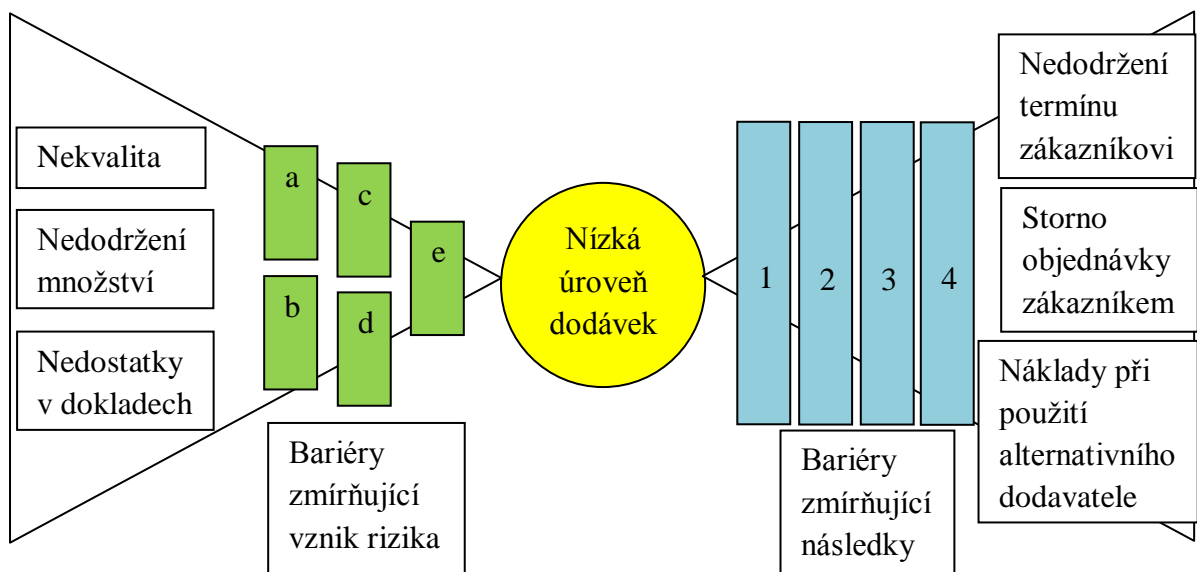 Nekvalita
Nedodržení
množství
Nedostatky
v dokladech
a
b
c
d
e
Bariéry
zmírňující
vznik rizika
Nízká
úroveň
dodávek
1
2
3
4
Bariéry
zmírňující
následky
Nedodržení
termínu
zákazníkovi
Storno
objednávky
zákazníkem
Náklady při
použití
alternativního
dodavatele